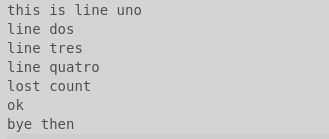 this is line uno
line dos
line tres
line quatro
lost count
ok
bye then